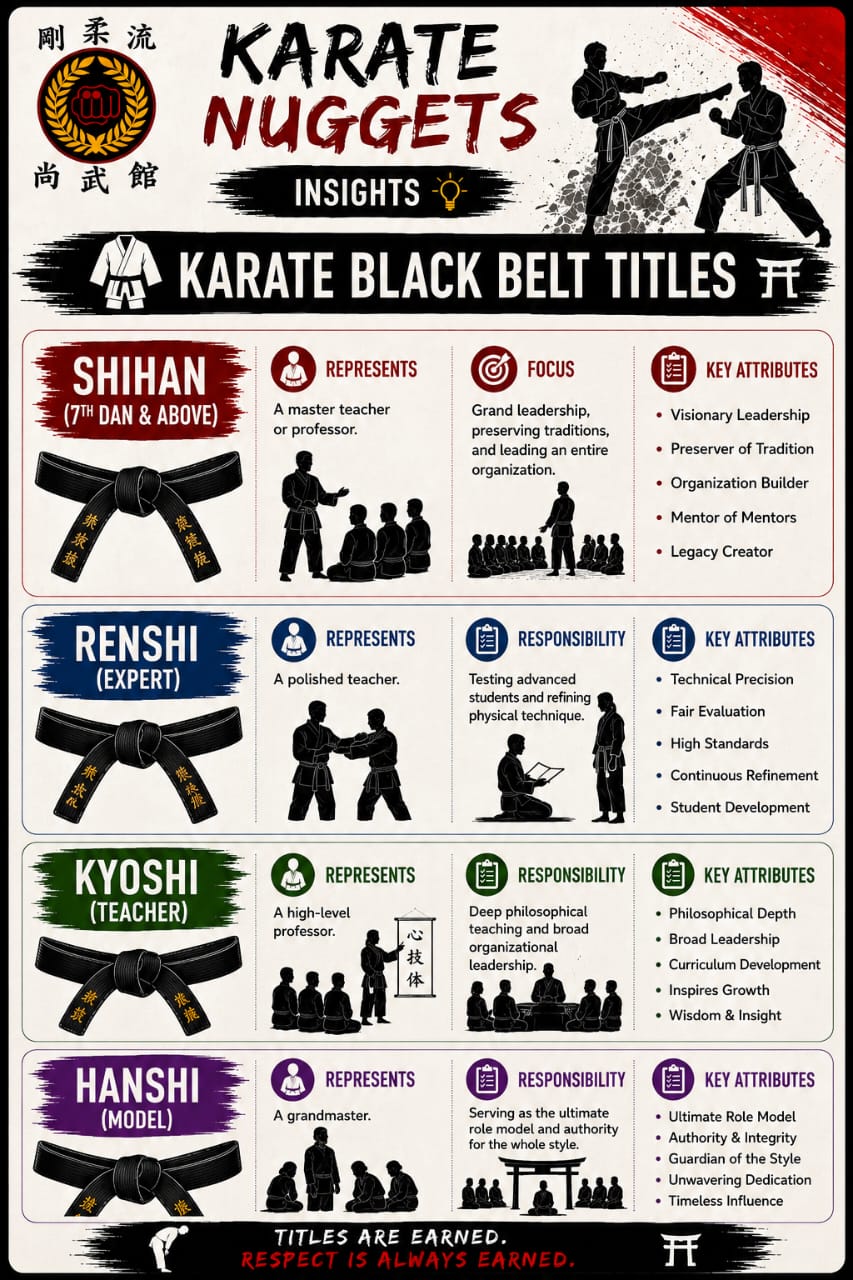 剛柔流
尚武館
KARATE
NUGGETS
INSIGHTS
KARATE BLACK BELT TITLES
SHIHAN
(7TH DAN & ABOVE)
REPRESENTS
A master teacher
or professor.
FOCUS
Grand leadership,
preserving traditions,
and leading an entire
organization.
KEY ATTRIBUTES
• Visionary Leadership
• Preserver of Tradition
• Organization Builder
• Mentor of Mentors
• Legacy Creator
RENSHI
(EXPERT)
REPRESENTS
A polished teacher.
RESPONSIBILITY
Testing advanced
students and refining
physical technique.
KEY ATTRIBUTES
• Technical Precision
• Fair Evaluation
• High Standards
• Continuous Refinement
• Student Development
KYOSHI
(TEACHER)
REPRESENTS
A high-level
professor.
心
技
体
RESPONSIBILITY
Deep philosophical
teaching and broad
organizational
leadership.
KEY ATTRIBUTES
• Philosophical Depth
• Broad Leadership
• Curriculum Development
• Inspires Growth
• Wisdom & Insight
HANSHI
(MODEL)
REPRESENTS
A grandmaster.
RESPONSIBILITY
Serving as the ultimate
role model and authority
for the whole style.
KEY ATTRIBUTES
• Ultimate Role Model
• Authority & Integrity
• Guardian of the Style
• Unwavering Dedication
• Timeless Influence
TITLES ARE EARNED.
RESPECT IS ALWAYS EARNED.